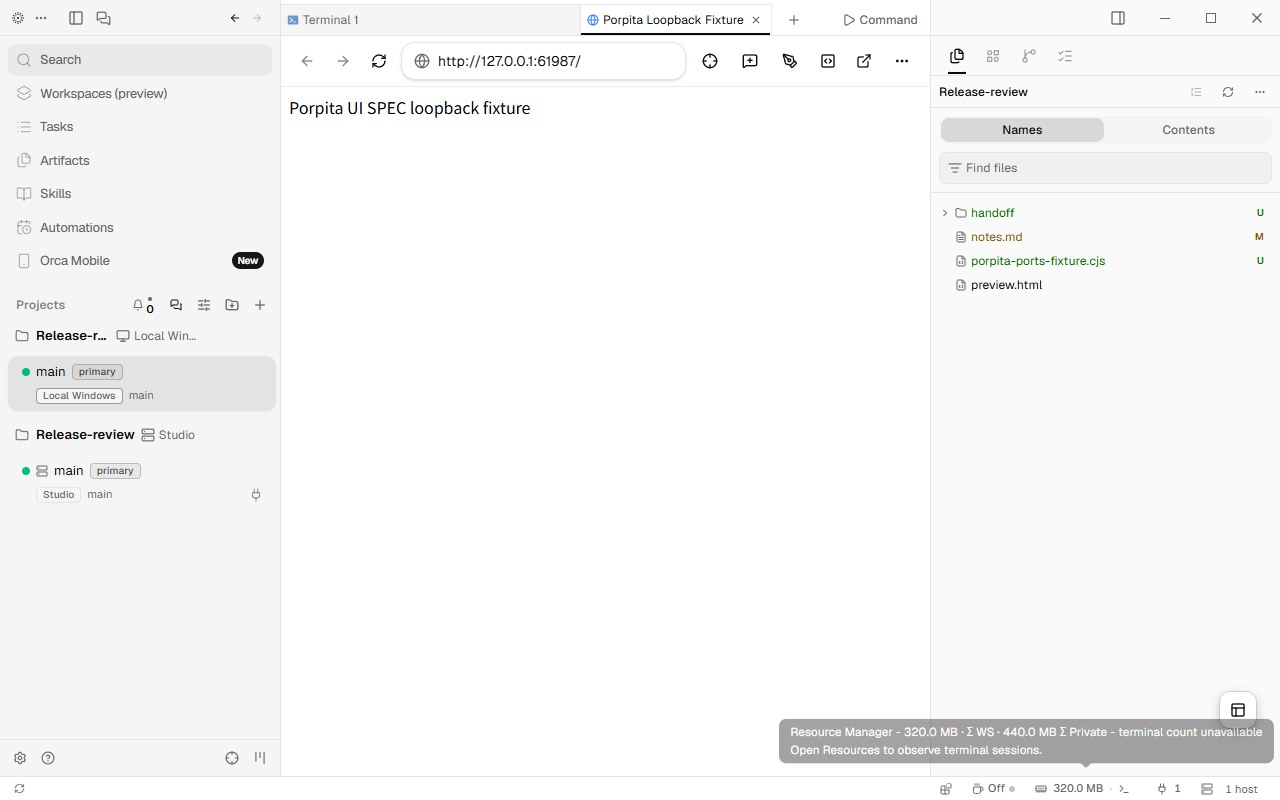 Terminal 1
Porpita Loopback Fixture
Command
Search
http://127.0.0.1:61987/
Porpita UI SPEC loopback fixture
Workspaces (preview)
Tasks
Artifacts
Skills
Automations
Orca Mobile
New
Projects
0
Release-r...
Local Win...
main
primary
Local Windows
main
Release-review
Studio
main
primary
Studio
main
Release-review
Names
Contents
Find files
handoff
U
notes.md
M
porpita-ports-fixture.cjs
U
preview.html
Resource Manager - 320.0 MB · Σ WS · 440.0 MB Σ Private - terminal count unavailable
Open Resources to observe terminal sessions.
Off
320.0 MB ·
1
1 host